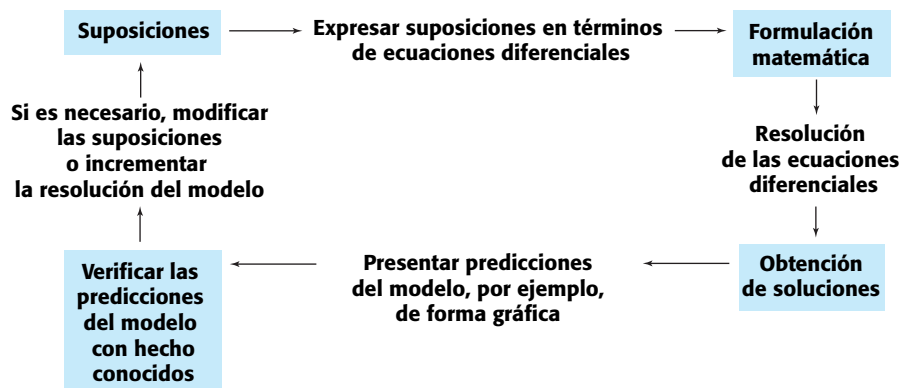 Suposiciones
Expresar suposiciones en términos
de ecuaciones diferenciales
Formulación
matemática
Resolución
de las ecuaciones
diferenciales
Obtención
de soluciones
Presentar predicciones
del modelo, por ejemplo,
de forma gráfica
Verificar las
predicciones
del modelo
con hecho
conocidos
Si es necesario, modificar
las suposiciones
o incrementar
la resolución del modelo